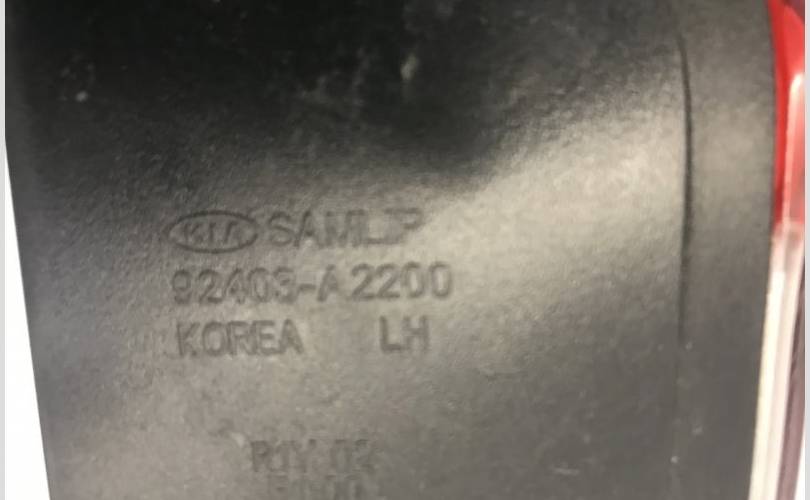 KIA SAMLIP
92403-A2200
KOREA LH